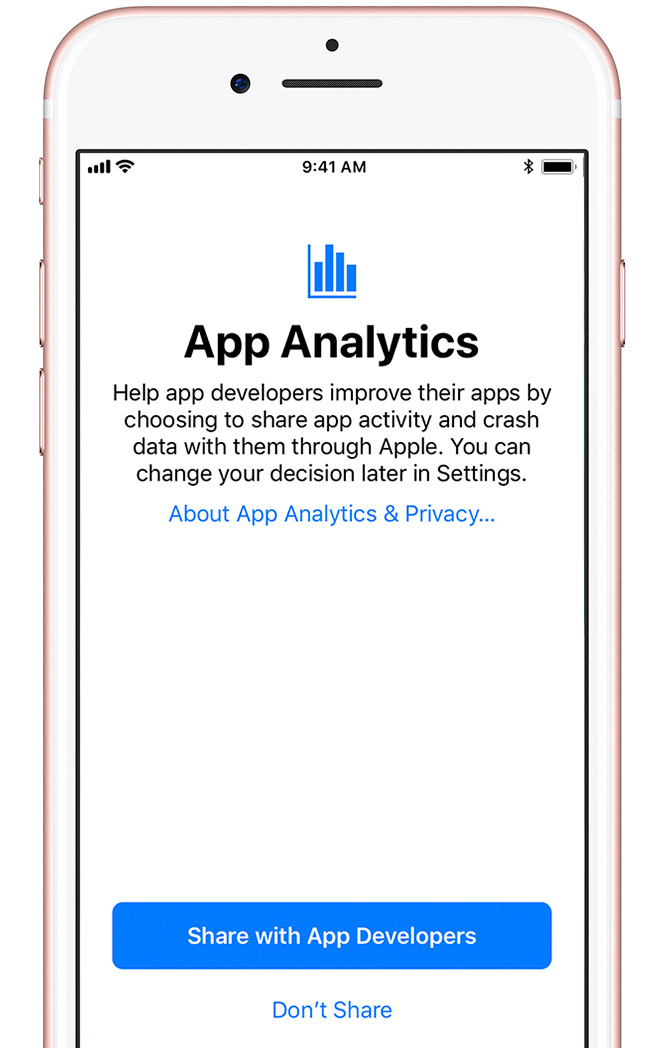 9:41 AM
App Analytics
Help app developers improve their apps by
choosing to share app activity and crash
data with them through Apple. You can
change your decision later in Settings.
About App Analytics & Privacy...
Share with App Developers
Don’t Share